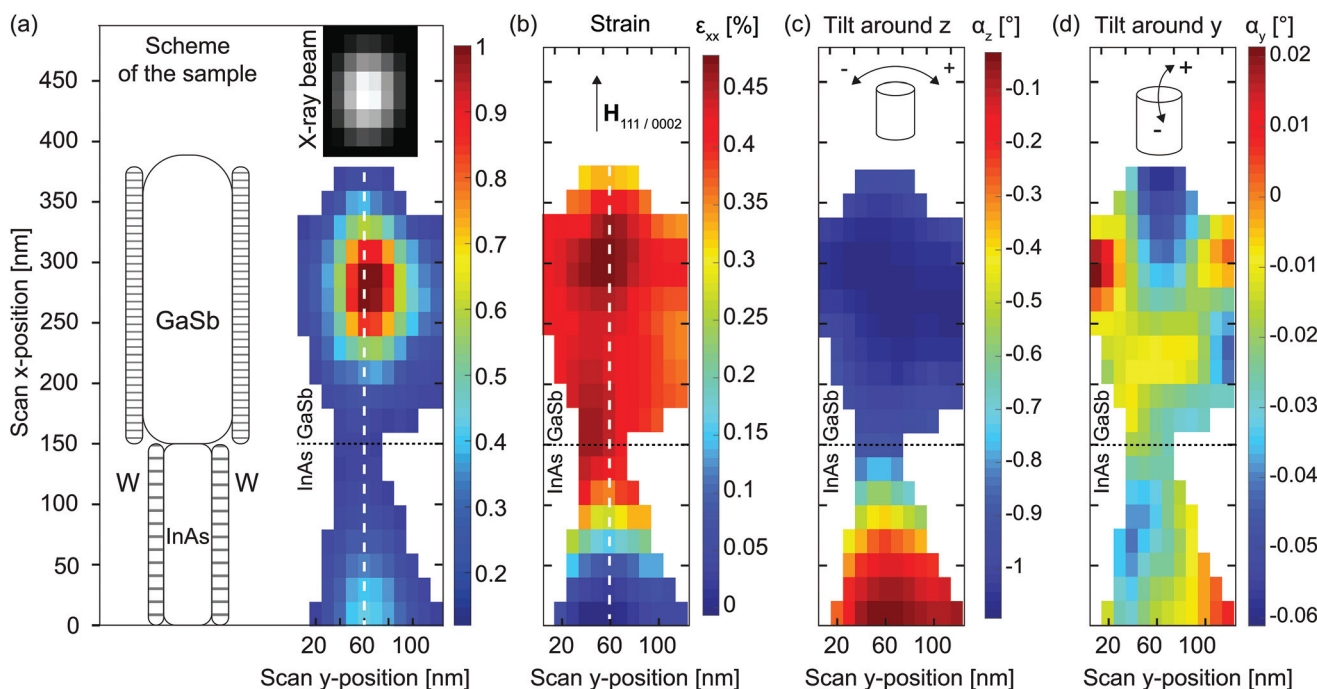 (a)
Scheme
of the sample
X-ray beam
Scan x-position [nm]
450
400
350
300
250
200
150
100
50
0
GaSb
W
W
InAs
InAs GaSb
20
60
100
Scan y-position [nm]
1
0.9
0.8
0.7
0.6
0.5
0.4
0.3
0.2
(b)
Strain
εxx [%]
H111 / 0002
InAs GaSb
20
60
100
Scan y-position [nm]
0.45
0.4
0.35
0.3
0.25
0.2
0.15
0.1
0.05
0
(c)
Tilt around z
αz [°]
-
+
InAs GaSb
20
60
100
Scan y-position [nm]
-0.1
-0.2
-0.3
-0.4
-0.5
-0.6
-0.7
-0.8
-0.9
-1
(d)
Tilt around y
αy [°]
+
-
InAs GaSb
20
60
100
Scan y-position [nm]
0.02
0.01
0
-0.01
-0.02
-0.03
-0.04
-0.05
-0.06